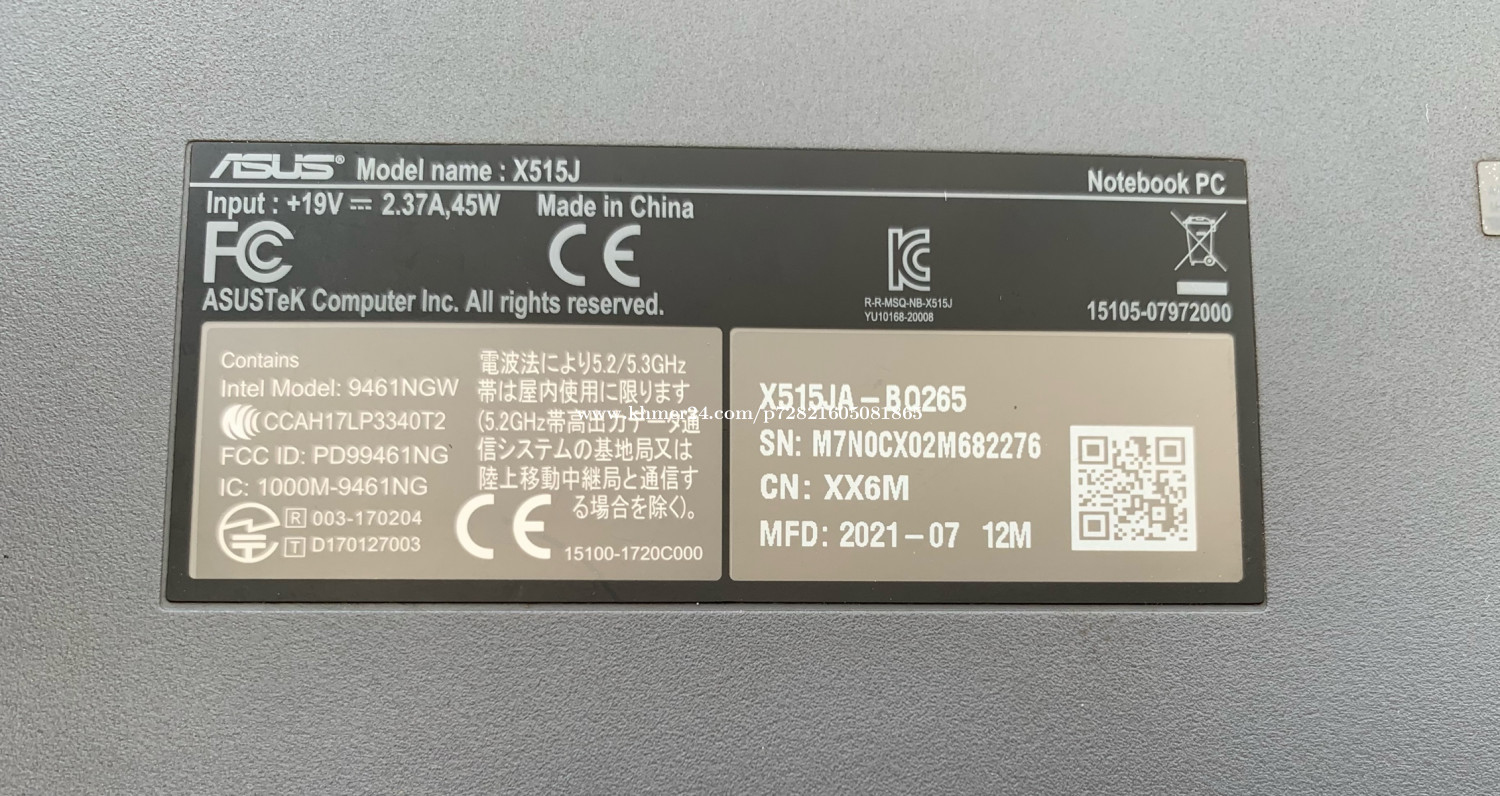 ASUS® Model name : X515J
Notebook PC
Input : +19V ⎓ 2.37A,45W Made in China
FC CE
ASUSTeK Computer Inc. All rights reserved.
R-R-MSQ-NB-X515J
YU10168-20008
15105-07972000
Contains
Intel Model: 9461NGW
CCAH17LP3340T2
FCC ID: PD99461NG
IC: 1000M-9461NG
R 003-170204
T D170127003
電波法により5.2/5.3GHz
帯は屋内使用に限ります
(5.2GHz帯高出力データ通
信システムの基地局又は
陸上移動中継局と通信す
る場合を除く)。
CE
15100-1720C000
X515JA-BQ265
www.khmer24.com/p72821605081865
SN: M7N0CX02M682276
CN: XX6M
MFD: 2021-07 12M